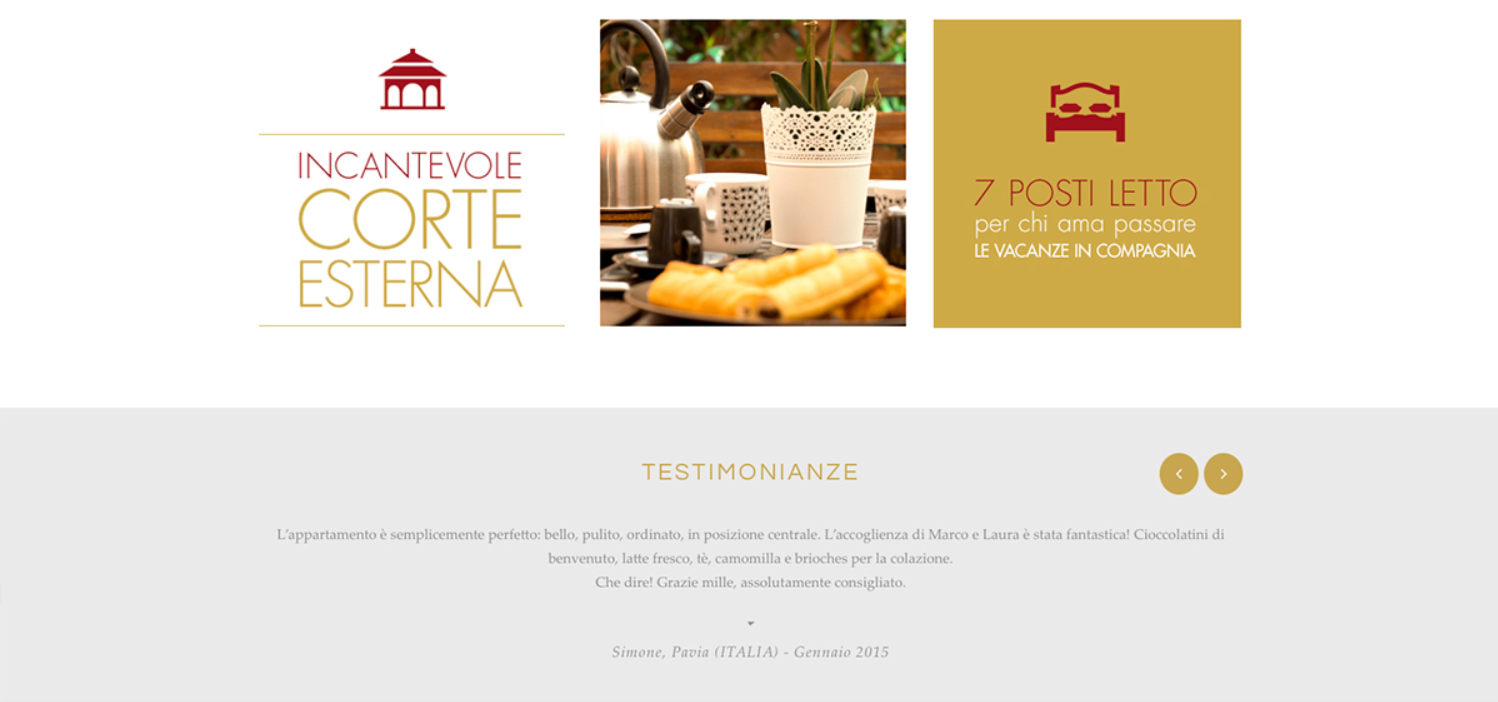 INCANTEVOLE
CORTE
ESTERNA
7 POSTI LETTO
per chi ama passare
LE VACANZE IN COMPAGNIA
TESTIMONIANZE
L'appartamento è semplicemente perfetto: bello, pulito, ordinato, in posizione centrale. L'accoglienza di Marco e Laura è stata fantastica! Cioccolatini di
benvenuto, latte fresco, tè, camomilla e brioches per la colazione.
Che dire! Grazie mille, assolutamente consigliato.
Simone, Pavia (ITALIA) - Gennaio 2015